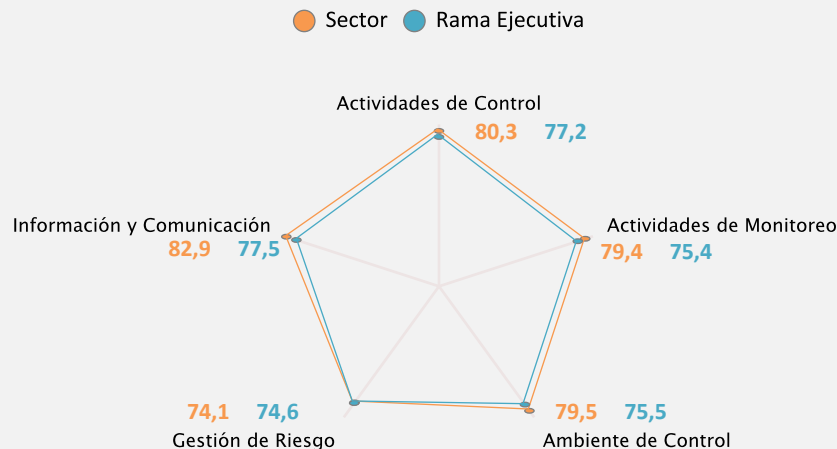 Sector Rama Ejecutiva
Actividades de Control
80,3 77,2
Información y Comunicación
82,9 77,5
Actividades de Monitoreo
79,4 75,4
74,1 74,6
Gestión de Riesgo
79,5 75,5
Ambiente de Control